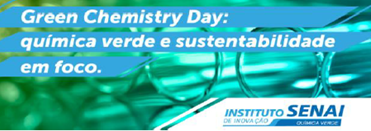 Green Chemistry Day:
química verde e sustentabilidade
em foco.
INSTITUTO SENAI
DE INOVAÇÃO
QUÍMICA VERDE